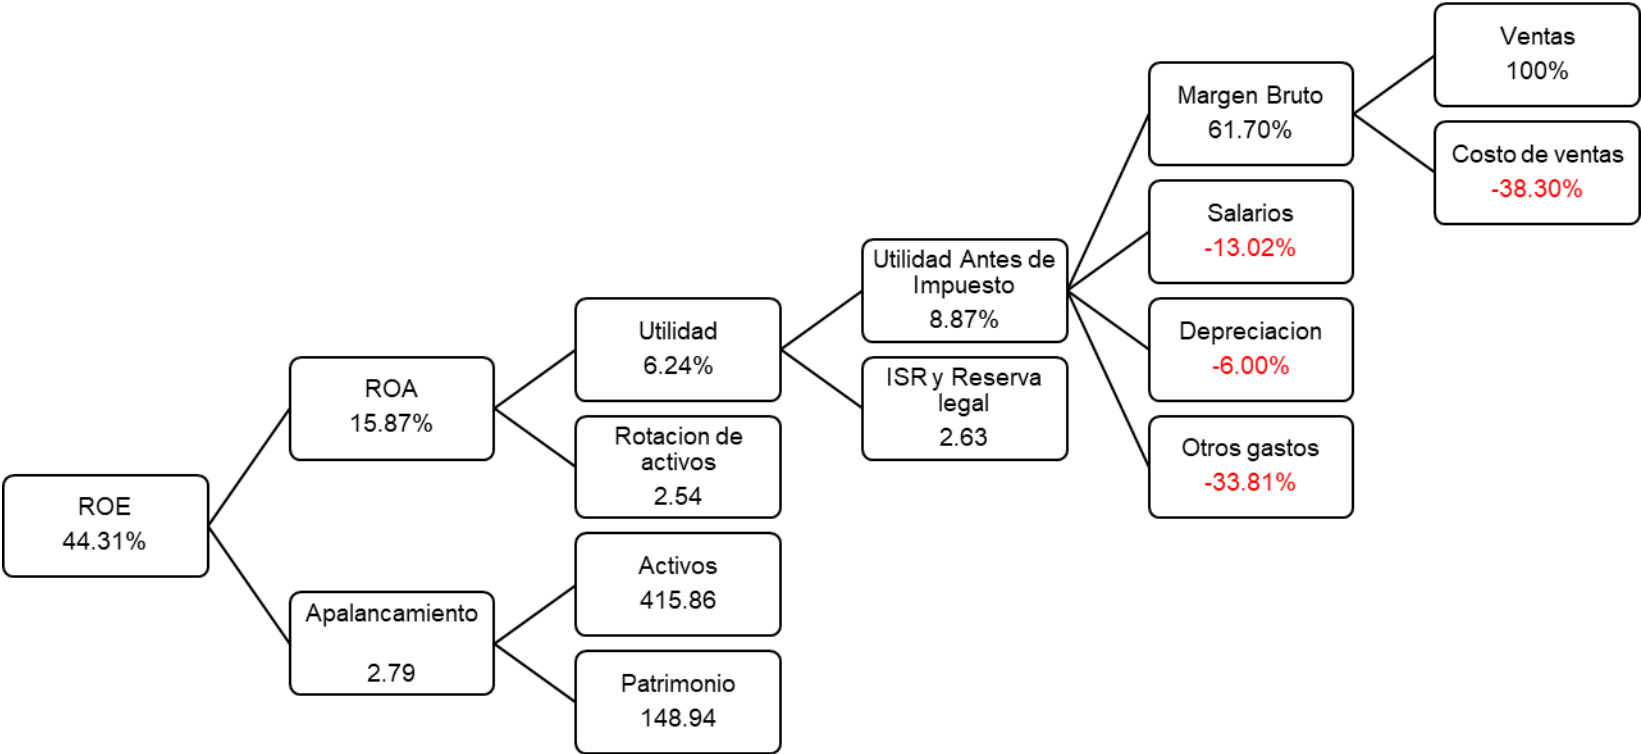 Ventas
100%
Margen Bruto
61.70%
Costo de ventas
-38.30%
Salarios
-13.02%
Utilidad Antes de
Impuesto
8.87%
Utilidad
6.24%
Depreciacion
-6.00%
ROA
15.87%
ISR y Reserva
legal
2.63
Rotacion de
activos
2.54
Otros gastos
-33.81%
ROE
44.31%
Activos
415.86
Apalancamiento
2.79
Patrimonio
148.94